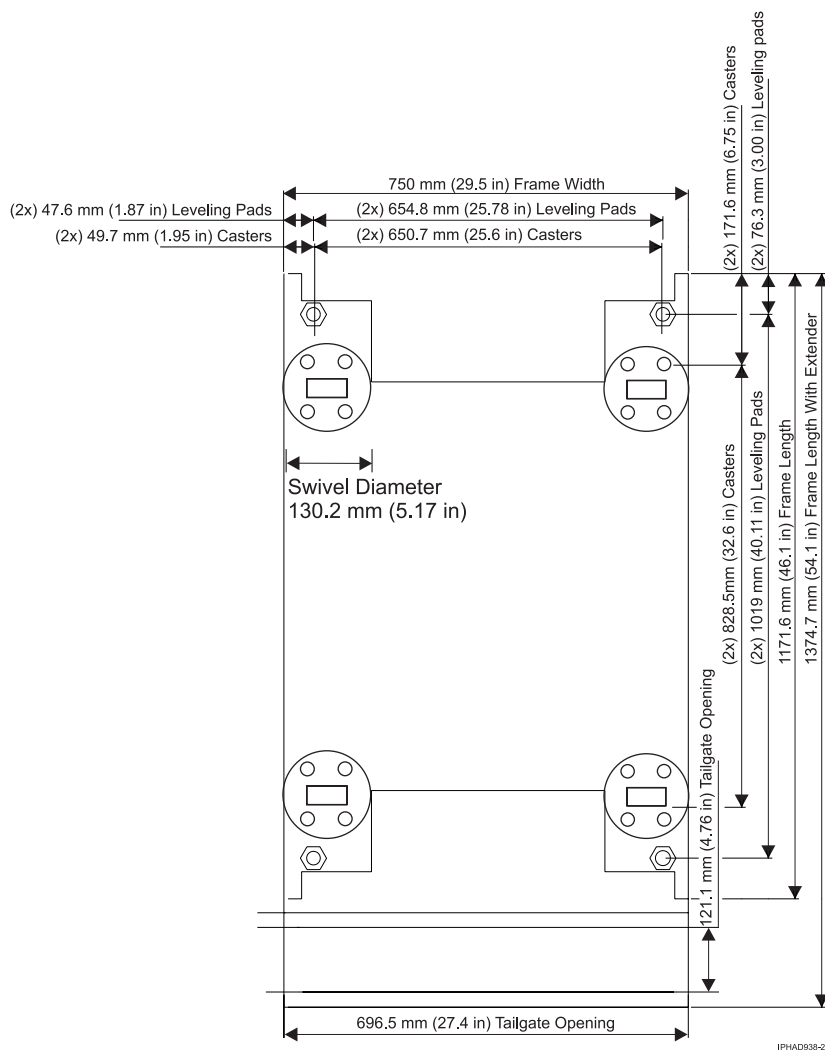 (2x) 171.6 mm (6.75 in) Casters
(2x) 76.3 mm (3.00 in) Leveling pads
750 mm (29.5 in) Frame Width
(2x) 47.6 mm (1.87 in) Leveling Pads
(2x) 654.8 mm (25.78 in) Leveling Pads
(2x) 49.7 mm (1.95 in) Casters
(2x) 650.7 mm (25.6 in) Casters
Swivel Diameter
130.2 mm (5.17 in)
(2x) 828.5mm (32.6 in) Casters
(2x) 1019 mm (40.11 in) Leveling Pads
1171.6 mm (46.1 in) Frame Length
1374.7 mm (54.1 in) Frame Length With Extender
121.1 mm (4.76 in) Tailgate Opening
696.5 mm (27.4 in) Tailgate Opening
IPHAD938-2